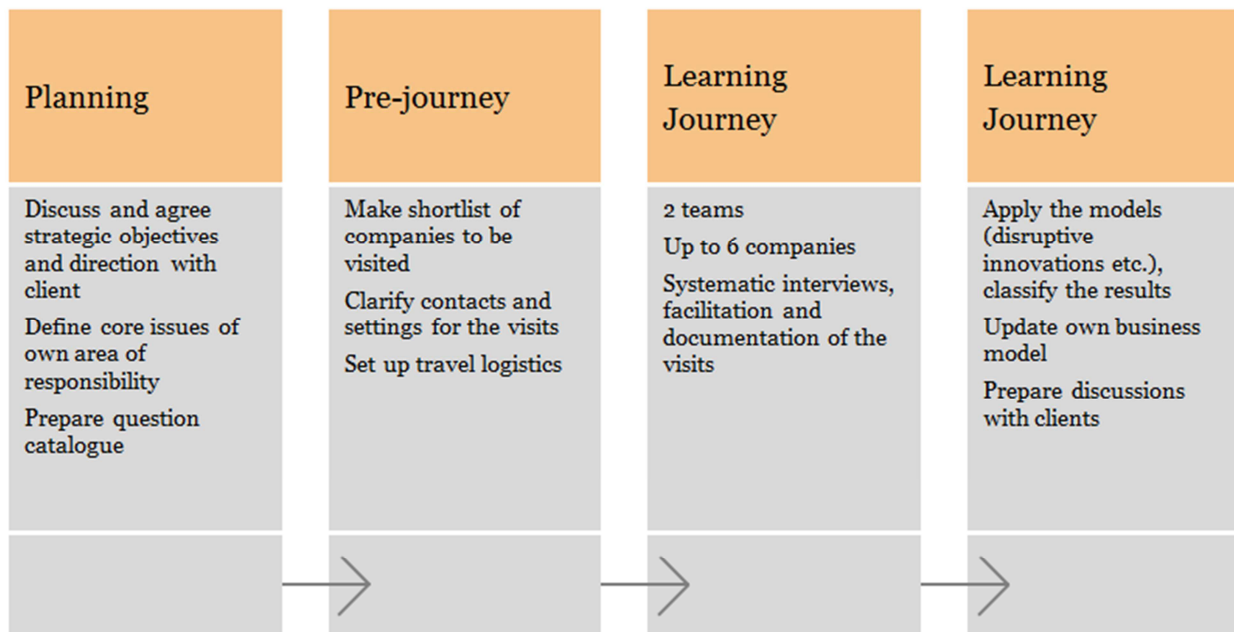 Planning
Discuss and agree
strategic objectives
and direction with
client
Define core issues of
own area of
responsibility
Prepare question
catalogue
Pre-journey
Make shortlist of
companies to be
visited
Clarify contacts and
settings for the visits
Set up travel logistics
Learning
Journey
2 teams
Up to 6 companies
Systematic interviews,
facilitation and
documentation of the
visits
Learning
Journey
Apply the models
(disruptive
innovations etc.),
classify the results
Update own business
model
Prepare discussions
with clients